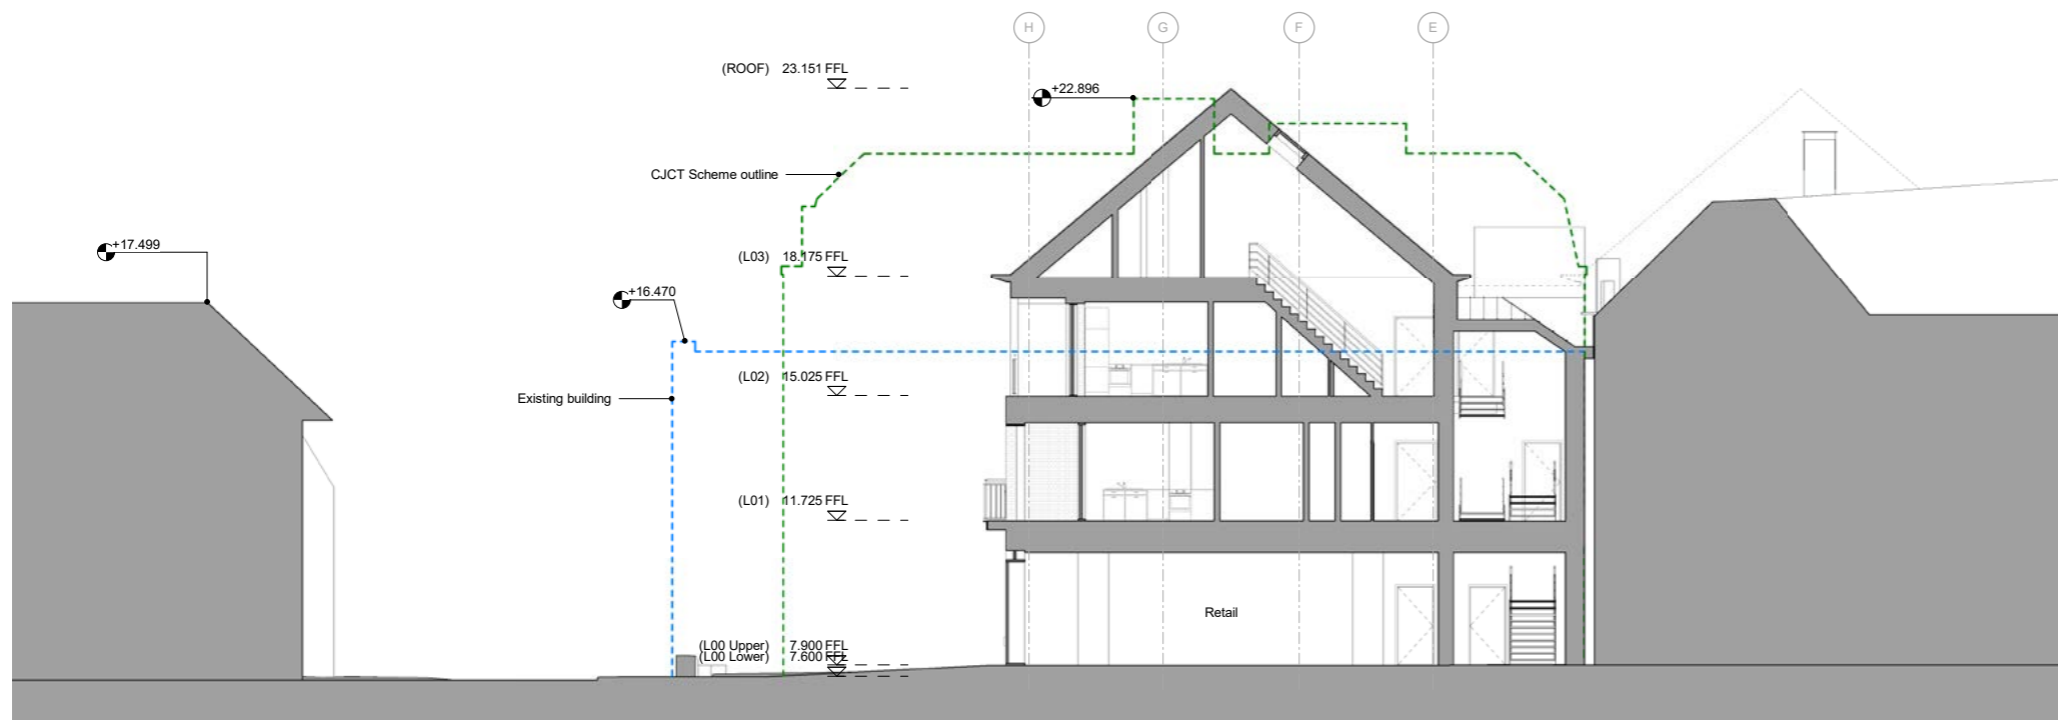 H
G
F
E
(ROOF) 23.151 FFL
+22.896
CJCT Scheme outline
+17.499
(L03) 18.175 FFL
+16.470
(L02) 15.025 FFL
Existing building
(L01) 11.725 FFL
Retail
(L00 Upper) 7.900 FFL
(L00 Lower) 7.600 FFL